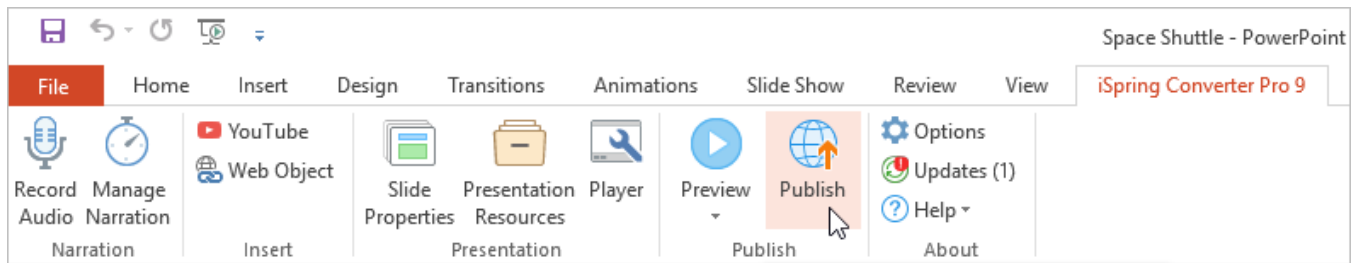 Space Shuttle - PowerPoint
File Home Insert Design Transitions Animations Slide Show Review View iSpring Converter Pro 9
Record Audio
Manage Narration
Narration
YouTube
Web Object
Insert
Slide Properties
Presentation Resources
Player
Presentation
Preview
Publish
Publish
Options
Updates (1)
Help
About